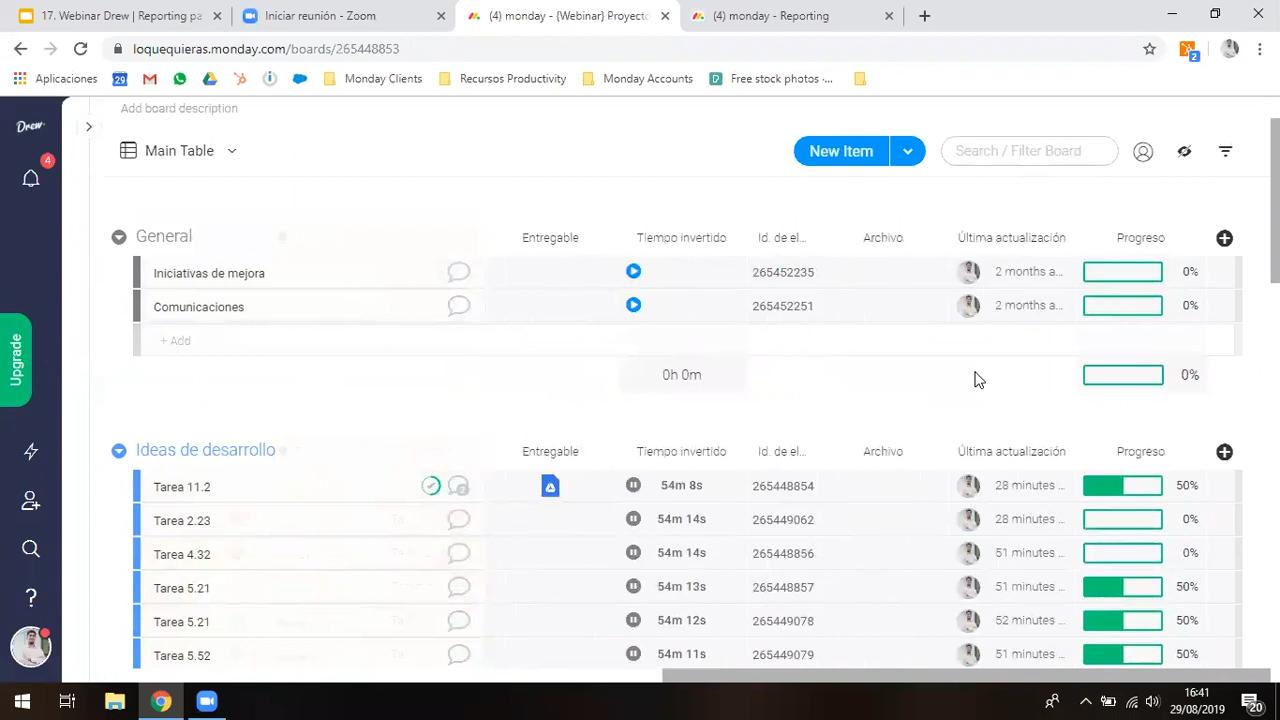 17. Webinar Drew | Reporting pa
Iniciar reunión - Zoom
(4) monday - {Webinar} Proyecto
(4) monday - Reporting
loquequieras.monday.com/boards/265448853
2
Aplicaciones
29
Monday Clients
Recursos Productivity
Monday Accounts
Free stock photos -…
Add board description
Drew
4
Main Table
New Item
Search / Filter Board
General
Entregable
Tiempo invertido
Id. de el...
Archivo
Última actualización
Progreso
Iniciativas de mejora
265452235
2 months a...
0%
Comunicaciones
265452251
2 months a...
0%
+ Add
0h 0m
0%
Upgrade
Ideas de desarrollo
Entregable
Tiempo invertido
Id. de el...
Archivo
Última actualización
Progreso
Tarea 11.2
54m 8s
265448854
28 minutes ...
50%
Tarea 2.23
54m 14s
265449062
28 minutes ...
0%
Tarea 4.32
54m 14s
265448856
51 minutes ...
0%
Tarea 5.21
54m 13s
265448857
51 minutes ...
50%
Tarea 5.21
54m 12s
265449078
52 minutes ...
50%
Tarea 5.52
54m 11s
265449079
51 minutes ...
50%
16:41
29/08/2019
20